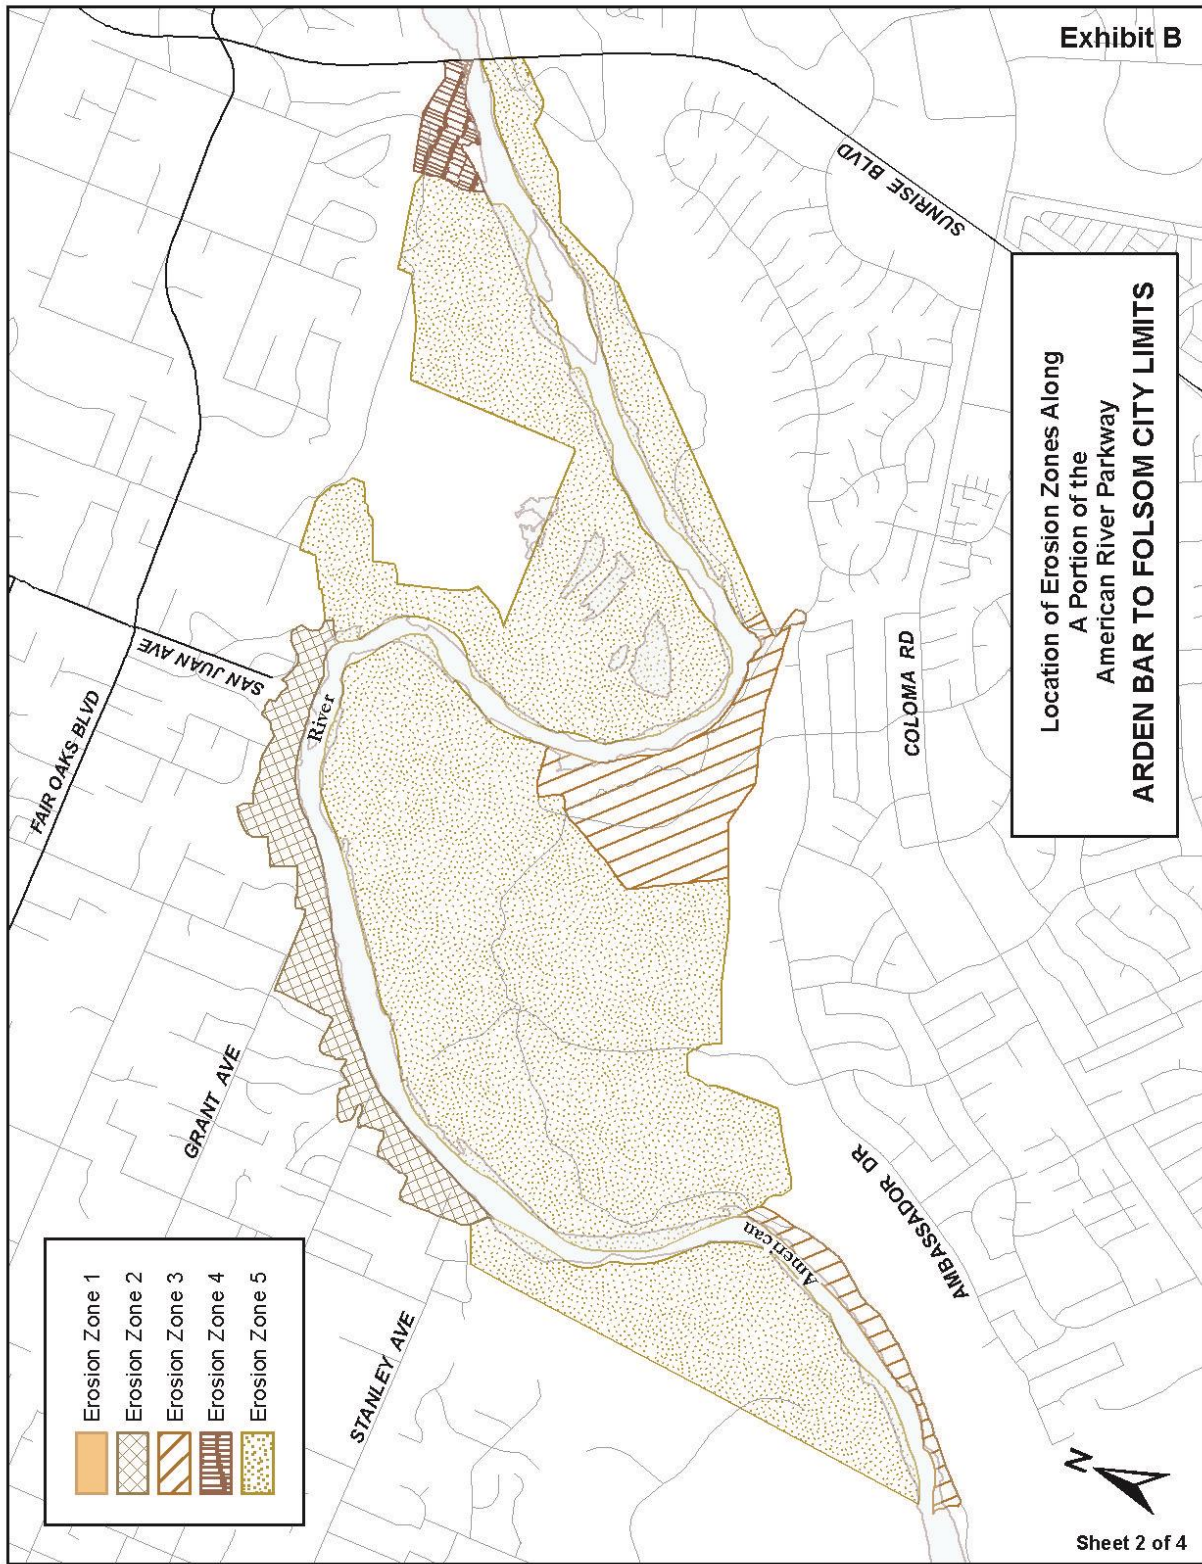 Exhibit B
SUNRISE BLVD
SAN JUAN AVE
FAIR OAKS BLVD
River
COLOMA RD
GRANT AVE
American
AMBASSADOR DR
STANLEY AVE
Location of Erosion Zones Along
A Portion of the
American River Parkway
ARDEN BAR TO FOLSOM CITY LIMITS
Erosion Zone 1
Erosion Zone 2
Erosion Zone 3
Erosion Zone 4
Erosion Zone 5
N
Sheet 2 of 4